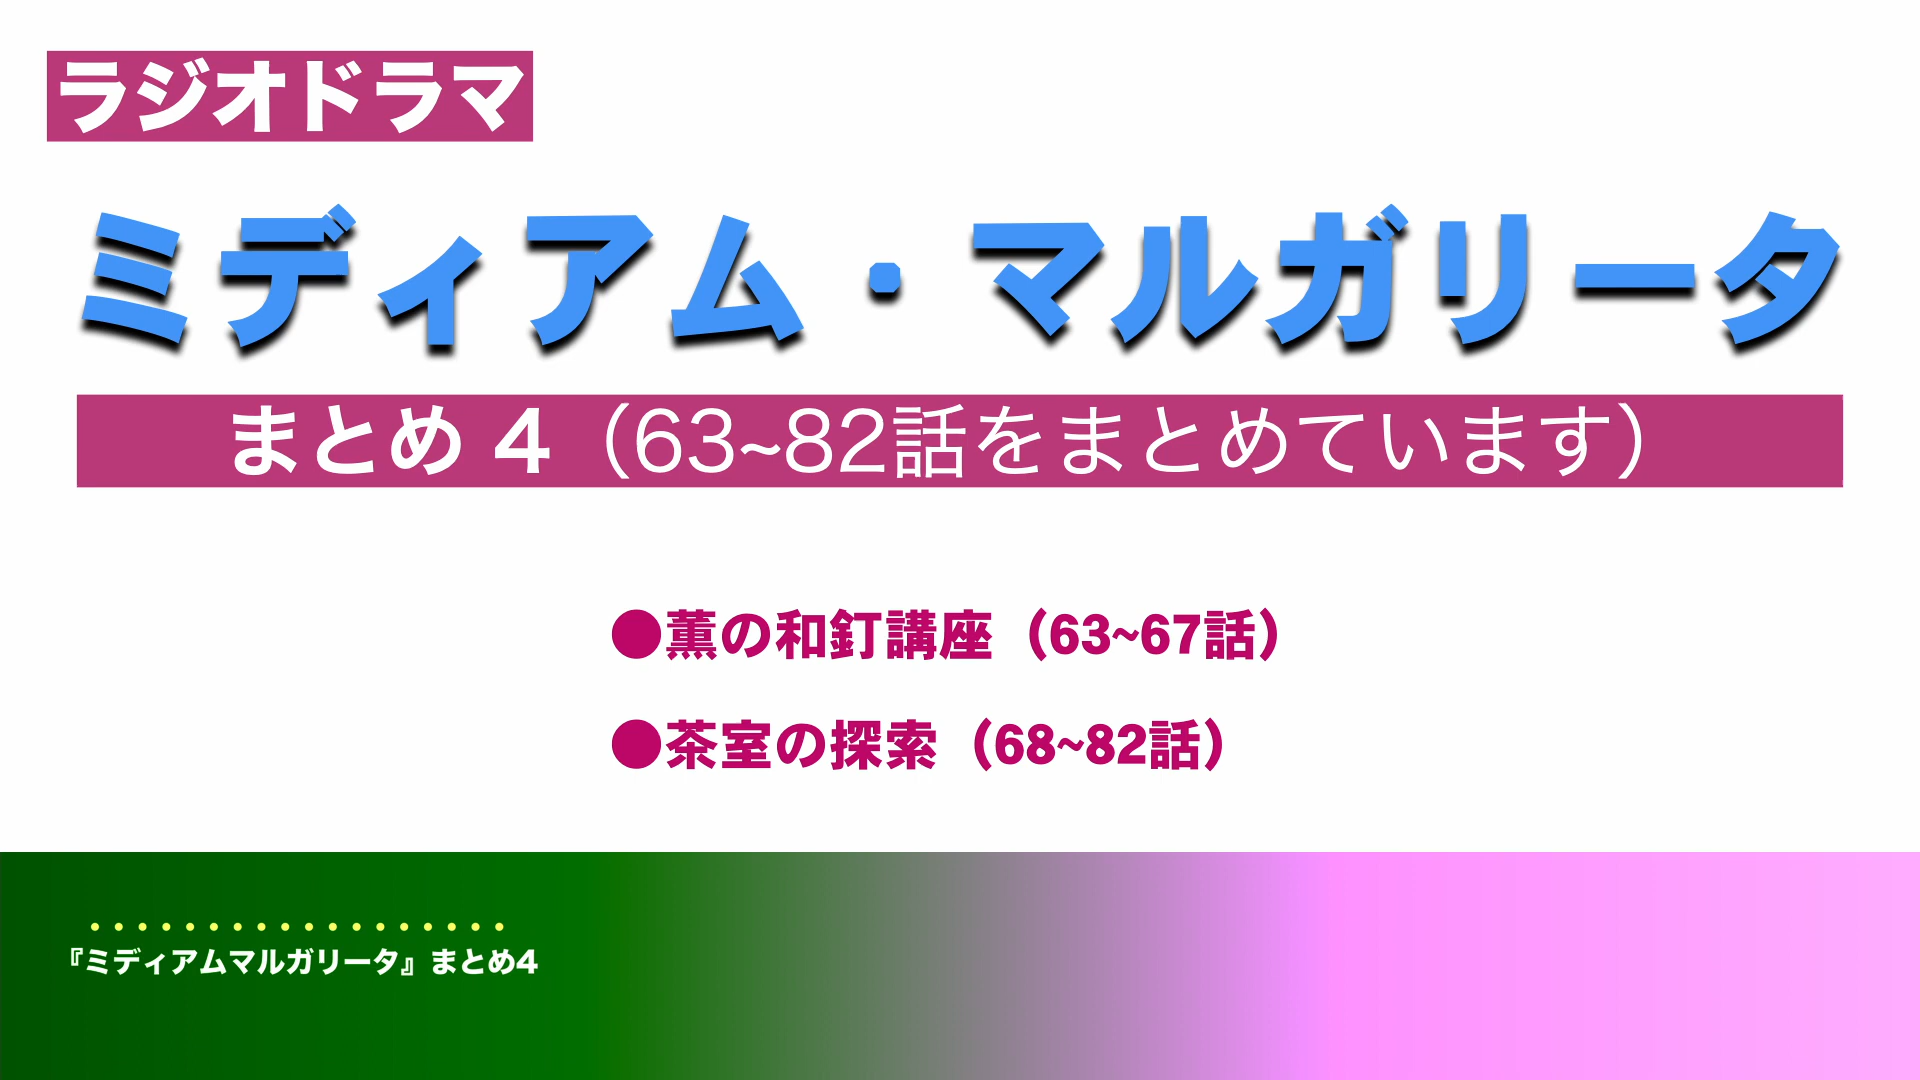 ラジオドラマ
ミディアム・マルガリータ
まとめ 4（63~82話をまとめています）
●薫の和釘講座（63~67話）
●茶室の探索（68~82話）
『ミディアムマルガリータ』まとめ4